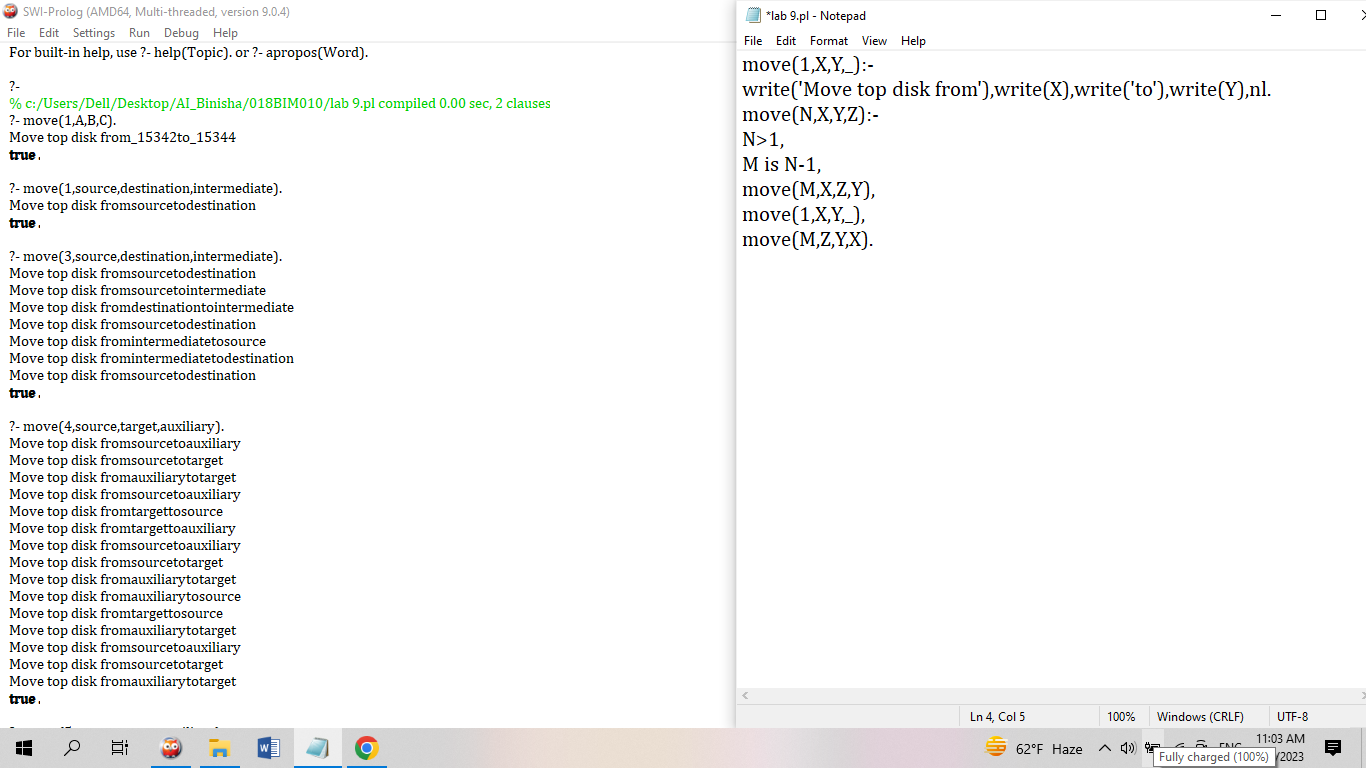 SWI-Prolog (AMD64, Multi-threaded, version 9.0.4)
File Edit Settings Run Debug Help
For built-in help, use ?- help(Topic). or ?- apropos(Word).
?-
% c:/Users/Dell/Desktop/AI_Binisha/018BIM010/lab 9.pl compiled 0.00 sec, 2 clauses
?- move(1,A,B,C).
Move top disk from_15342to_15344
true .
?- move(1,source,destination,intermediate).
Move top disk fromsourcetodestination
true .
?- move(3,source,destination,intermediate).
Move top disk fromsourcetodestination
Move top disk fromsourcetointermediate
Move top disk fromdestinationtointermediate
Move top disk fromsourcetodestination
Move top disk fromintermediatetosource
Move top disk fromintermediatetodestination
Move top disk fromsourcetodestination
true .
?- move(4,source,target,auxiliary).
Move top disk fromsourcetoauxiliary
Move top disk fromsourcetotarget
Move top disk fromauxiliarytotarget
Move top disk fromsourcetoauxiliary
Move top disk fromtargettosource
Move top disk fromtargettoauxiliary
Move top disk fromsourcetoauxiliary
Move top disk fromsourcetotarget
Move top disk fromauxiliarytotarget
Move top disk fromauxiliarytosource
Move top disk fromtargettosource
Move top disk fromauxiliarytotarget
Move top disk fromsourcetoauxiliary
Move top disk fromsourcetotarget
Move top disk fromauxiliarytotarget
true .
*lab 9.pl - Notepad
File Edit Format View Help
move(1,X,Y,_):-
write('Move top disk from'),write(X),write('to'),write(Y),nl.
move(N,X,Y,Z):-
N>1,
M is N-1,
move(M,X,Z,Y),
move(1,X,Y,_),
move(M,Z,Y,X).
Ln 4, Col 5 100% Windows (CRLF) UTF-8
62°F Haze
11:03 AM
/2023
Fully charged (100%)